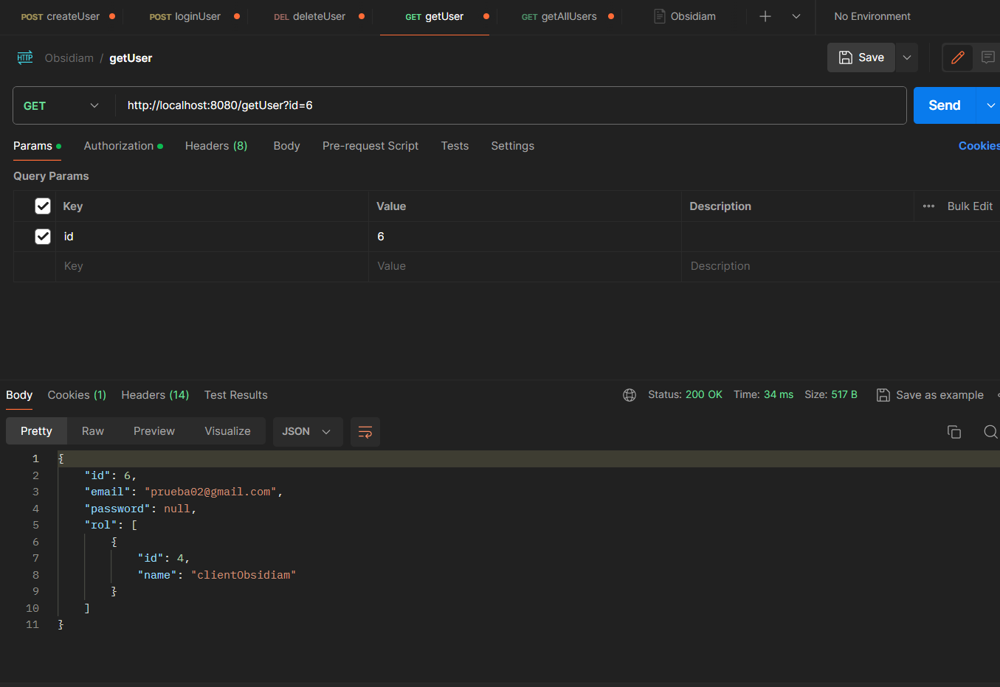 POST createUser POST loginUser DEL deleteUser GET getUser GET getAllUsers Obsidiam No Environment
HTTP Obsidiam / getUser Save
GET http://localhost:8080/getUser?id=6 Send
Params Authorization Headers (8) Body Pre-request Script Tests Settings Cookies
Query Params
Key Value Description Bulk Edit
id 6
Key Value Description
Body Cookies (1) Headers (14) Test Results Status: 200 OK Time: 34 ms Size: 517 B Save as example
Pretty Raw Preview Visualize JSON
1 {
2 "id": 6,
3 "email": "prueba02@gmail.com",
4 "password": null,
5 "rol": [
6 {
7 "id": 4,
8 "name": "clientObsidiam"
9 }
10 ]
11 }